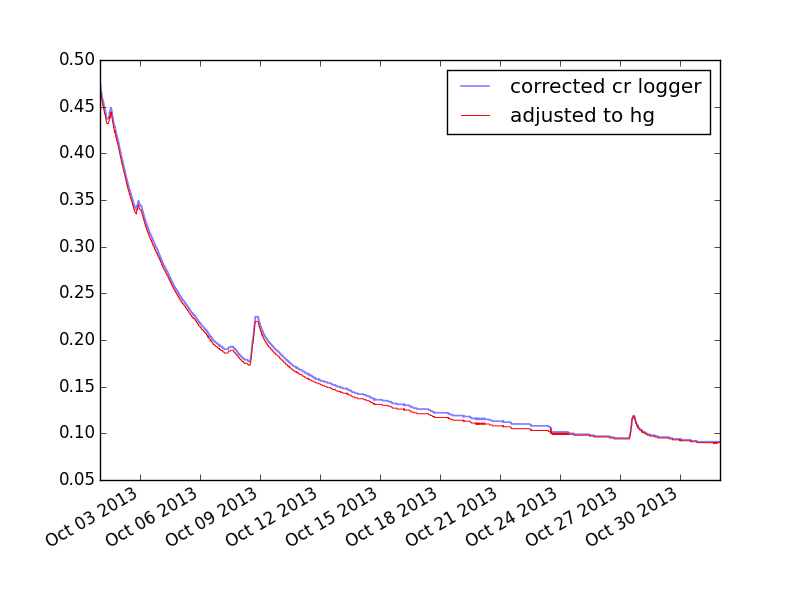 0.50
0.45
0.40
0.35
0.30
0.25
0.20
0.15
0.10
0.05
corrected cr logger
adjusted to hg
Oct 03 2013
Oct 06 2013
Oct 09 2013
Oct 12 2013
Oct 15 2013
Oct 18 2013
Oct 21 2013
Oct 24 2013
Oct 27 2013
Oct 30 2013